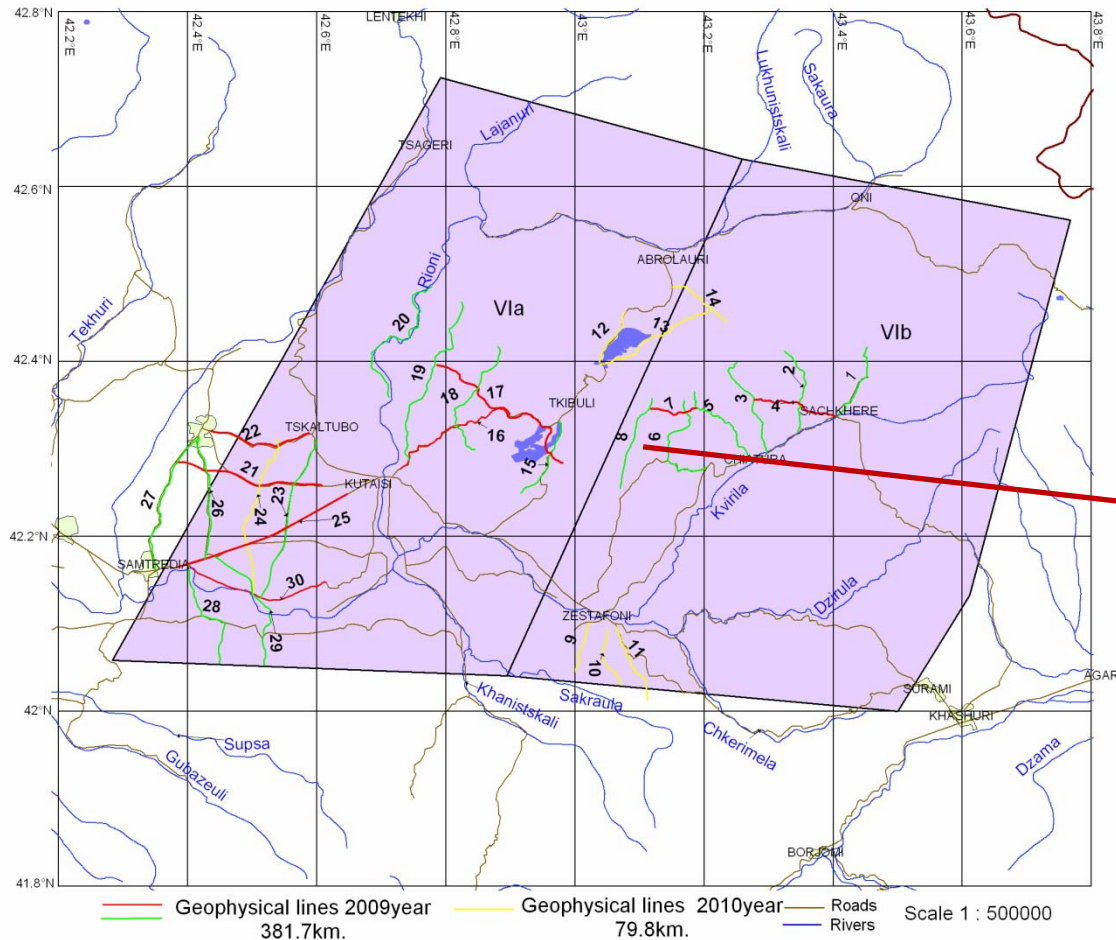 42.8°N
42.2°E
42.4°E
42.6°E
LENTEKHI
42.8°E
43°E
43.2°E
43.4°E
43.6°E
43.8°E
Lukhunistskali
Sakaura
Lajanuri
TSAGERI
42.6°N
ONI
ABROLAURI
Rioni
Tekhuri
VIa
VIb
14
13
12
20
42.4°N
19
18
17
16
TKIBULI
15
2
1
3
4
SACHKHERE
7
5
8
6
CHIATURA
TSKALTUBO
22
21
KUTAISI
27
26
24
23
25
Kvirila
42.2°N
SAMTREDIA
30
28
29
Dzirula
ZESTAFONI
9
10
11
42°N
Khanistskali
Sakraula
SURAMI
AGAR
KHASHURI
Chkerimela
Supsa
Gubazeuli
Dzama
BORJOMI
41.8°N
Geophysical lines 2009year
381.7km.
Geophysical lines 2010year
79.8km.
Roads
Rivers
Scale 1 : 500000